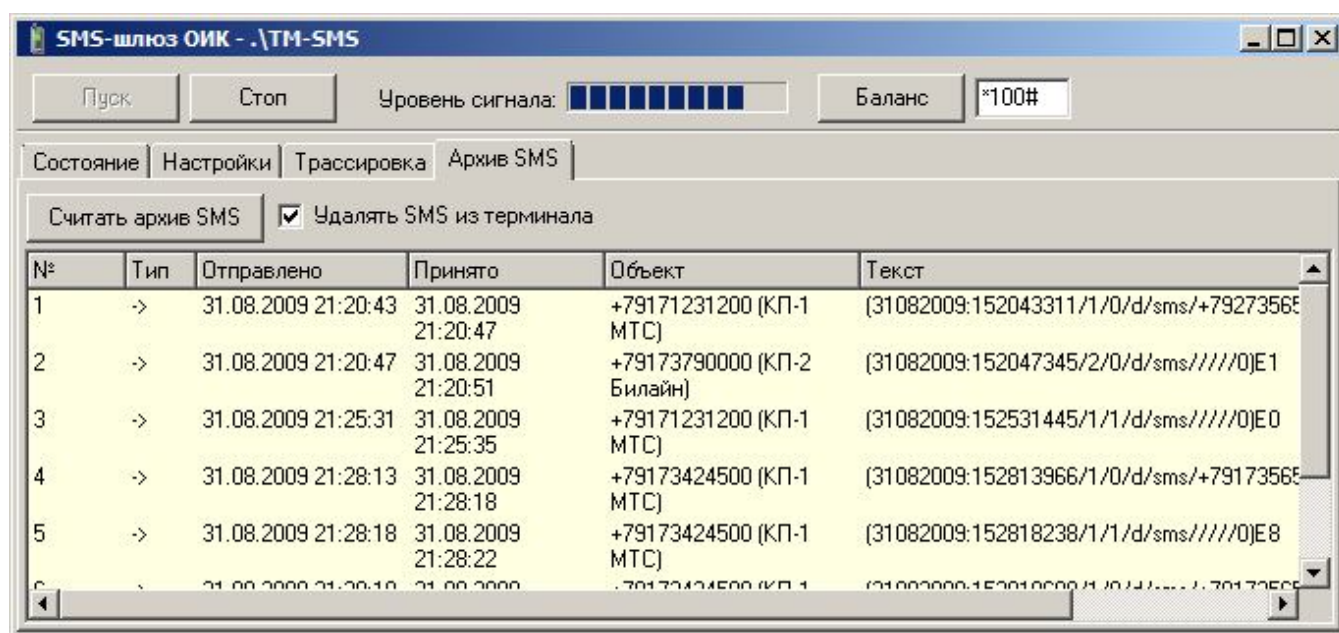 SMS-шлюз ОИК - .\TM-SMS
Пуск Стоп Уровень сигнала: Баланс *100#
Состояние Настройки Трассировка Архив SMS
Считать архив SMS Удалять SMS из терминала
№ Тип Отправлено Принято Объект Текст
1 -> 31.08.2009 21:20:43 31.08.2009 +79171231200 (КП-1 (31082009:152043311/1/0/d/sms/+79273565
21:20:47 МТС)
2 -> 31.08.2009 21:20:47 31.08.2009 +79173790000 (КП-2 (31082009:152047345/2/0/d/sms/////0)E1
21:20:51 Билайн)
3 -> 31.08.2009 21:25:31 31.08.2009 +79171231200 (КП-1 (31082009:152531445/1/1/d/sms/////0)E0
21:25:35 МТС)
4 -> 31.08.2009 21:28:13 31.08.2009 +79173424500 (КП-1 (31082009:152813966/1/0/d/sms/+79173565
21:28:18 МТС)
5 -> 31.08.2009 21:28:18 31.08.2009 +79173424500 (КП-1 (31082009:152818238/1/1/d/sms/////0)E8
21:28:22 МТС)